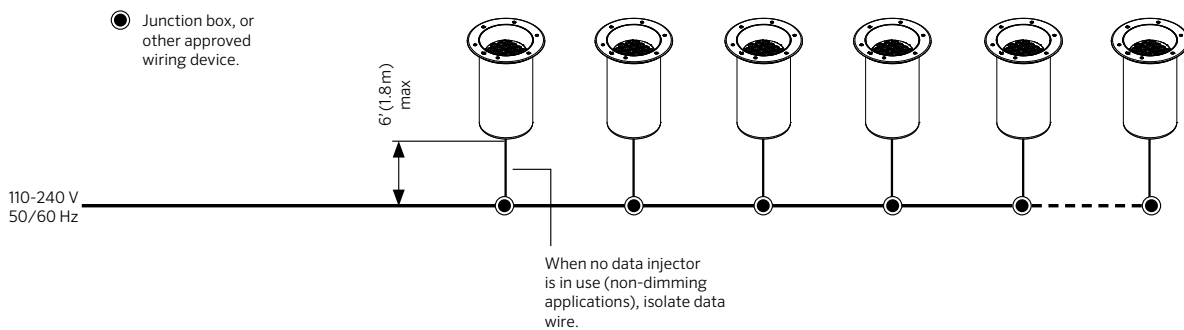 Junction box, or
other approved
wiring device.
6’(1.8m)
max
110-240 V
50/60 Hz
When no data injector
is in use (non-dimming
applications), isolate data
wire.